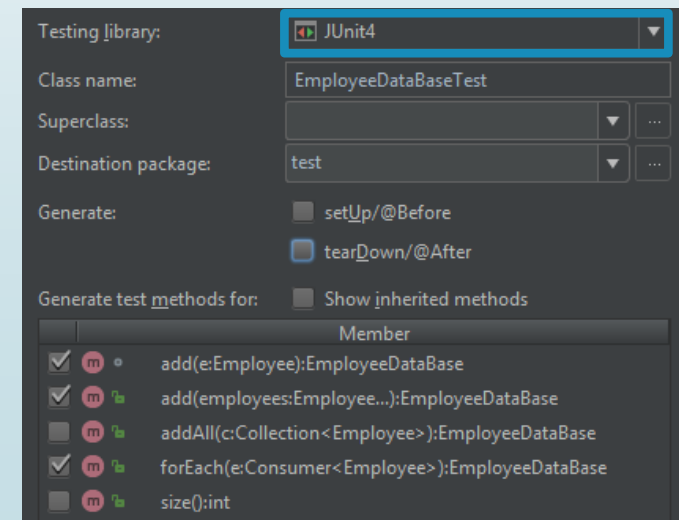 Testing library: JUnit4
Class name: EmployeeDataBaseTest
Superclass: ...
Destination package: test ...
Generate: setUp/@Before
tearDown/@After
Generate test methods for: Show inherited methods
Member
m add(e:Employee):EmployeeDataBase
m add(employees:Employee...):EmployeeDataBase
m addAll(c:Collection<Employee>):EmployeeDataBase
m forEach(e:Consumer<Employee>):EmployeeDataBase
m size():int